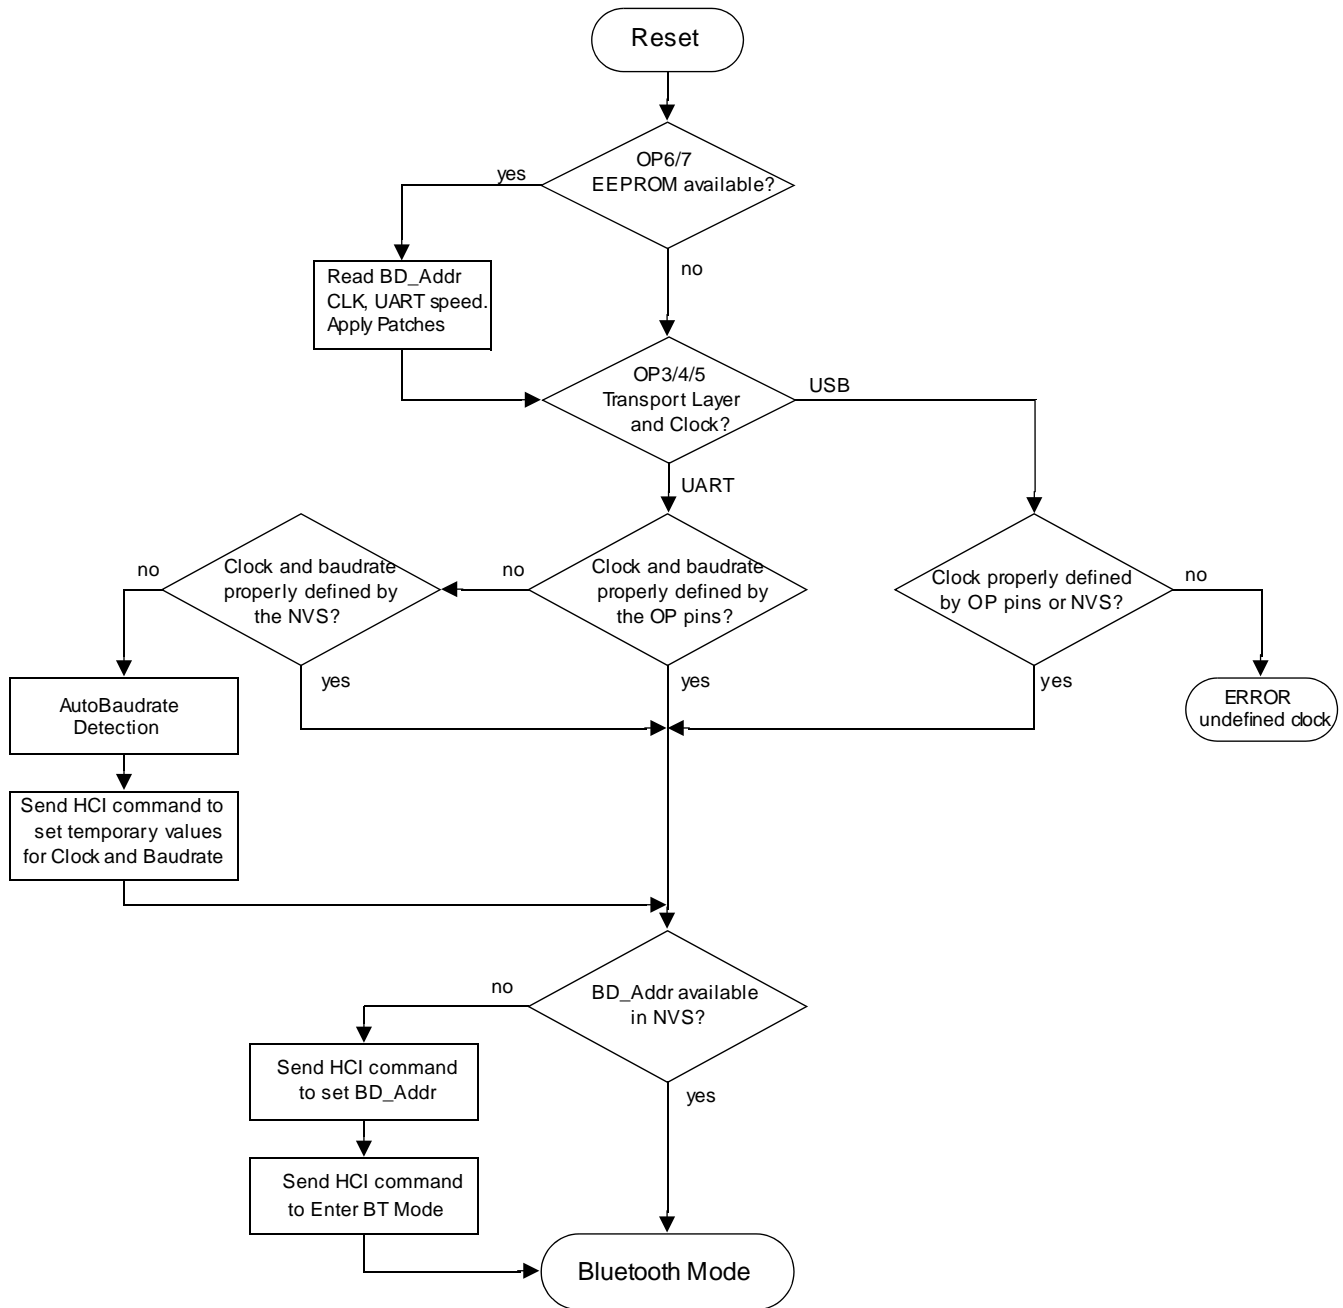 Reset
OP6/7
EEPROM available?
yes
no
Read BD_Addr
CLK, UART speed.
Apply Patches
OP3/4/5
Transport Layer
and Clock?
USB
UART
Clock and baudrate
properly defined by
the NVS?
no
yes
Clock and baudrate
properly defined by
the OP pins?
no
yes
Clock properly defined
by OP pins or NVS?
no
yes
ERROR
undefined clock
AutoBaudrate
Detection
Send HCI command to
set temporary values
for Clock and Baudrate
BD_Addr available
in NVS?
no
yes
Send HCI command
to set BD_Addr
Send HCI command
to Enter BT Mode
Bluetooth Mode